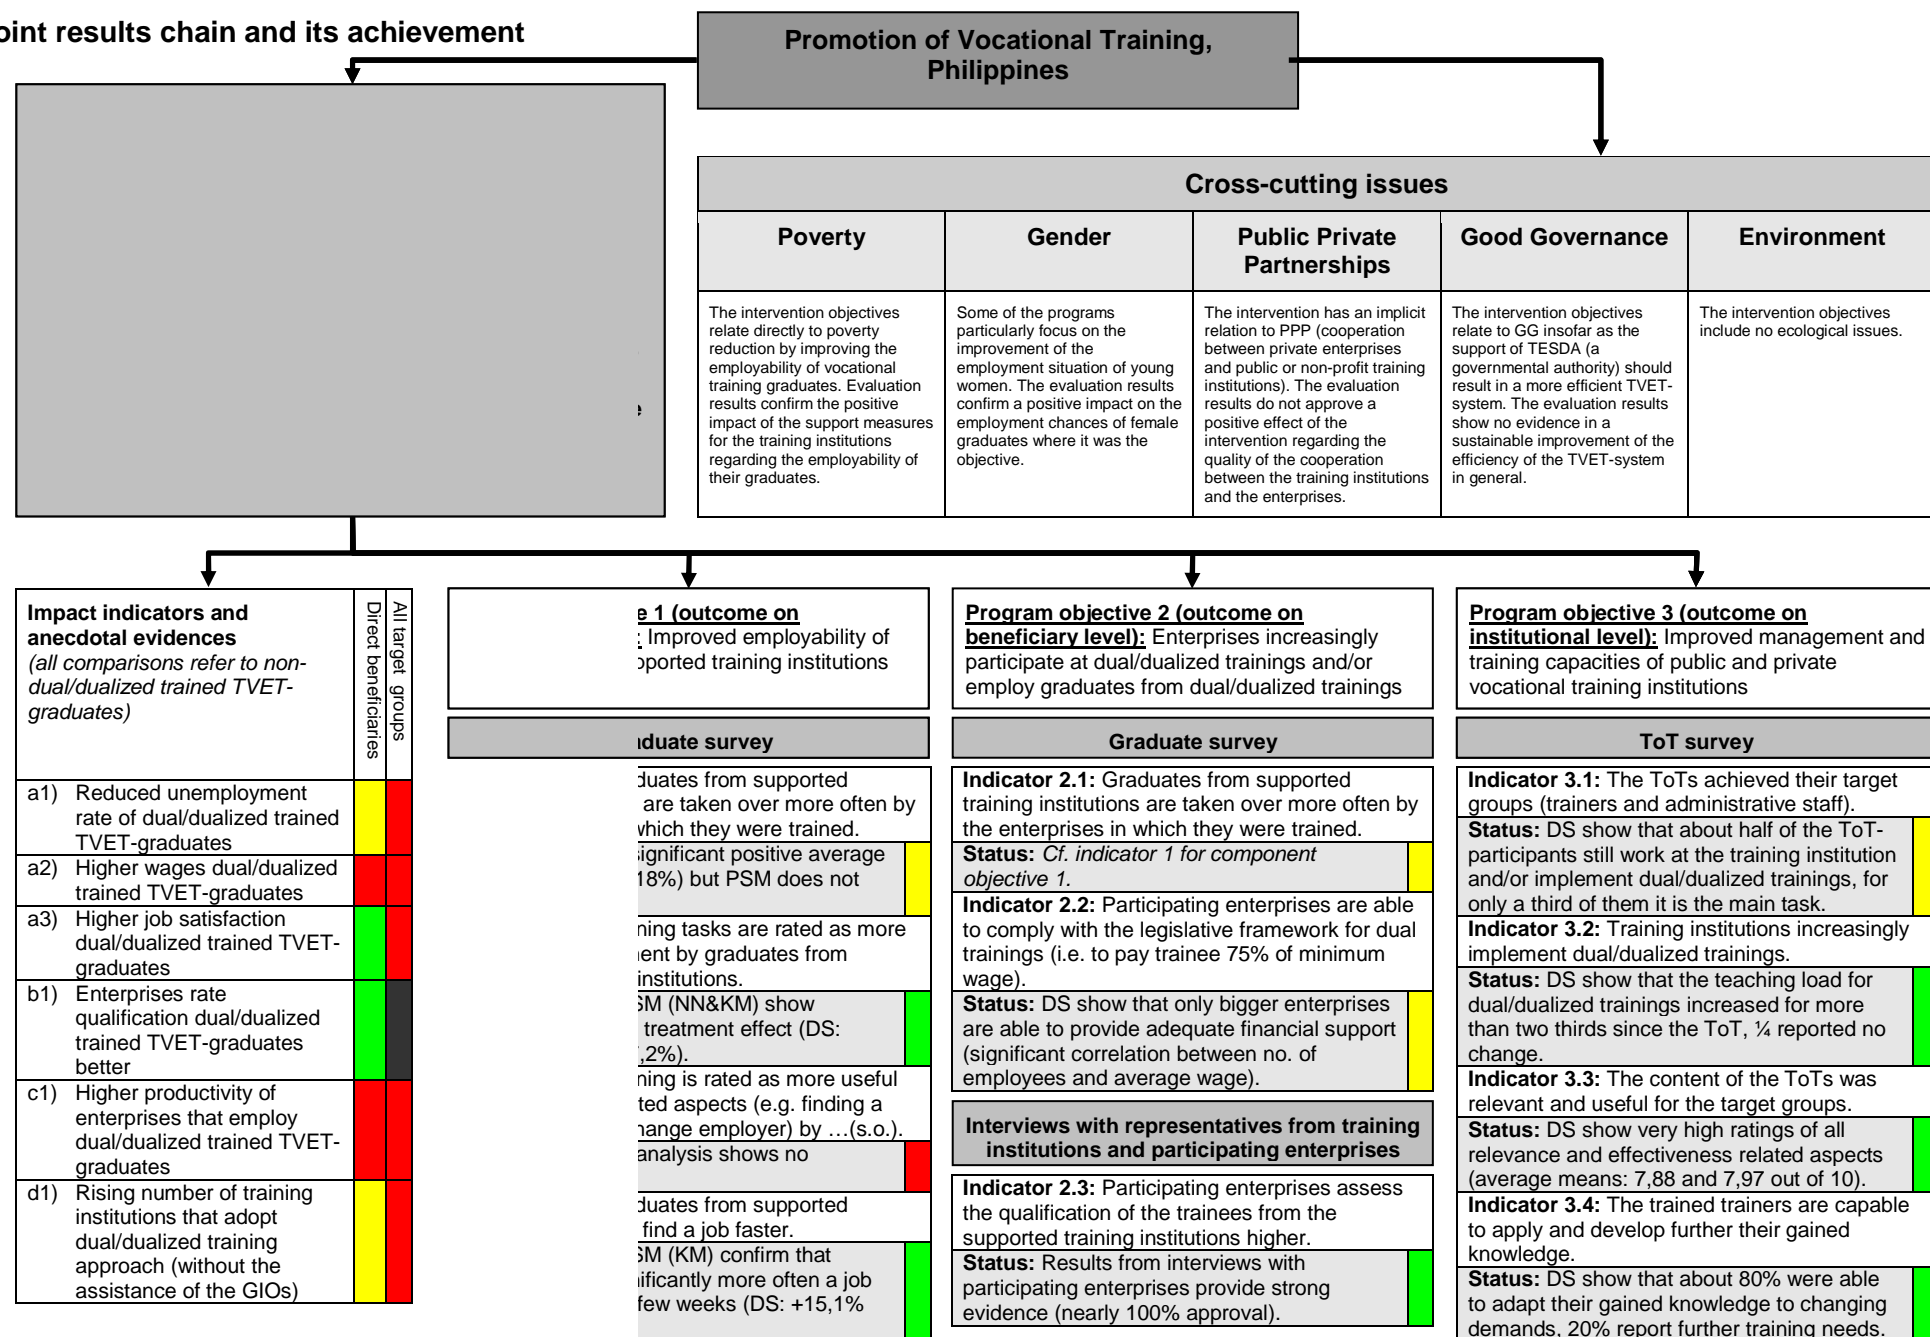 oint results chain and its achievement
Promotion of Vocational Training,
Philippines
Cross-cutting issues
Poverty
Gender
Public Private
Partnerships
Good Governance
Environment
The intervention objectives
relate directly to poverty
reduction by improving the
employability of vocational
training graduates. Evaluation
results confirm the positive
impact of the support measures
for the training institutions
regarding the employability of
their graduates.
Some of the programs
particularly focus on the
improvement of the
employment situation of young
women. The evaluation results
confirm a positive impact on the
employment chances of female
graduates where it was the
objective.
The intervention has an implicit
relation to PPP (cooperation
between private enterprises
and public or non-profit training
institutions). The evaluation
results do not approve a
positive effect of the
intervention regarding the
quality of the cooperation
between the training institutions
and the enterprises.
The intervention objectives
relate to GG insofar as the
support of TESDA (a
governmental authority) should
result in a more efficient TVET-
system. The evaluation results
show no evidence in a
sustainable improvement of the
efficiency of the TVET-system
in general.
The intervention objectives
include no ecological issues.
Impact indicators and
anecdotal evidences
(all comparisons refer to non-
dual/dualized trained TVET-
graduates)
Direct beneficiaries
All target groups
a1) Reduced unemployment
rate of dual/dualized trained
TVET-graduates
a2) Higher wages dual/dualized
trained TVET-graduates
a3) Higher job satisfaction
dual/dualized trained TVET-
graduates
b1) Enterprises rate
qualification dual/dualized
trained TVET-graduates
better
c1) Higher productivity of
enterprises that employ
dual/dualized trained TVET-
graduates
d1) Rising number of training
institutions that adopt
dual/dualized training
approach (without the
assistance of the GIOs)
e 1 (outcome on
: Improved employability of
pported training institutions
duate survey
duates from supported
are taken over more often by
which they were trained.
significant positive average
18%) but PSM does not
ning tasks are rated as more
ent by graduates from
institutions.
SM (NN&KM) show
treatment effect (DS:
,2%).
ning is rated as more useful
ted aspects (e.g. finding a
hange employer) by …(s.o.).
analysis shows no
duates from supported
find a job faster.
SM (KM) confirm that
nificantly more often a job
few weeks (DS: +15,1%
Program objective 2 (outcome on
beneficiary level): Enterprises increasingly
participate at dual/dualized trainings and/or
employ graduates from dual/dualized trainings
Graduate survey
Indicator 2.1: Graduates from supported
training institutions are taken over more often by
the enterprises in which they were trained.
Status: Cf. indicator 1 for component
objective 1.
Indicator 2.2: Participating enterprises are able
to comply with the legislative framework for dual
trainings (i.e. to pay trainee 75% of minimum
wage).
Status: DS show that only bigger enterprises
are able to provide adequate financial support
(significant correlation between no. of
employees and average wage).
Interviews with representatives from training
institutions and participating enterprises
Indicator 2.3: Participating enterprises assess
the qualification of the trainees from the
supported training institutions higher.
Status: Results from interviews with
participating enterprises provide strong
evidence (nearly 100% approval).
Program objective 3 (outcome on
institutional level): Improved management and
training capacities of public and private
vocational training institutions
ToT survey
Indicator 3.1: The ToTs achieved their target
groups (trainers and administrative staff).
Status: DS show that about half of the ToT-
participants still work at the training institution
and/or implement dual/dualized trainings, for
only a third of them it is the main task.
Indicator 3.2: Training institutions increasingly
implement dual/dualized trainings.
Status: DS show that the teaching load for
dual/dualized trainings increased for more
than two thirds since the ToT, ¼ reported no
change.
Indicator 3.3: The content of the ToTs was
relevant and useful for the target groups.
Status: DS show very high ratings of all
relevance and effectiveness related aspects
(average means: 7,88 and 7,97 out of 10).
Indicator 3.4: The trained trainers are capable
to apply and develop further their gained
knowledge.
Status: DS show that about 80% were able
to adapt their gained knowledge to changing
demands, 20% report further training needs.